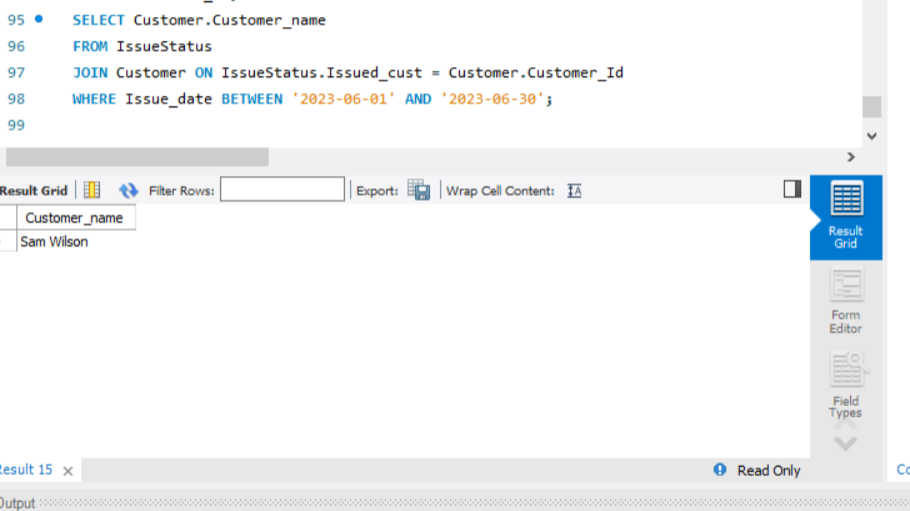 95 SELECT Customer.Customer_name
96 FROM IssueStatus
97 JOIN Customer ON IssueStatus.Issued_cust = Customer.Customer_Id
98 WHERE Issue_date BETWEEN '2023-06-01' AND '2023-06-30';
99
Result Grid Filter Rows: Export: Wrap Cell Content: IA
Customer_name
Sam Wilson
Result
Grid
Form
Editor
Field
Types
Result 15 × Read Only Co
Output